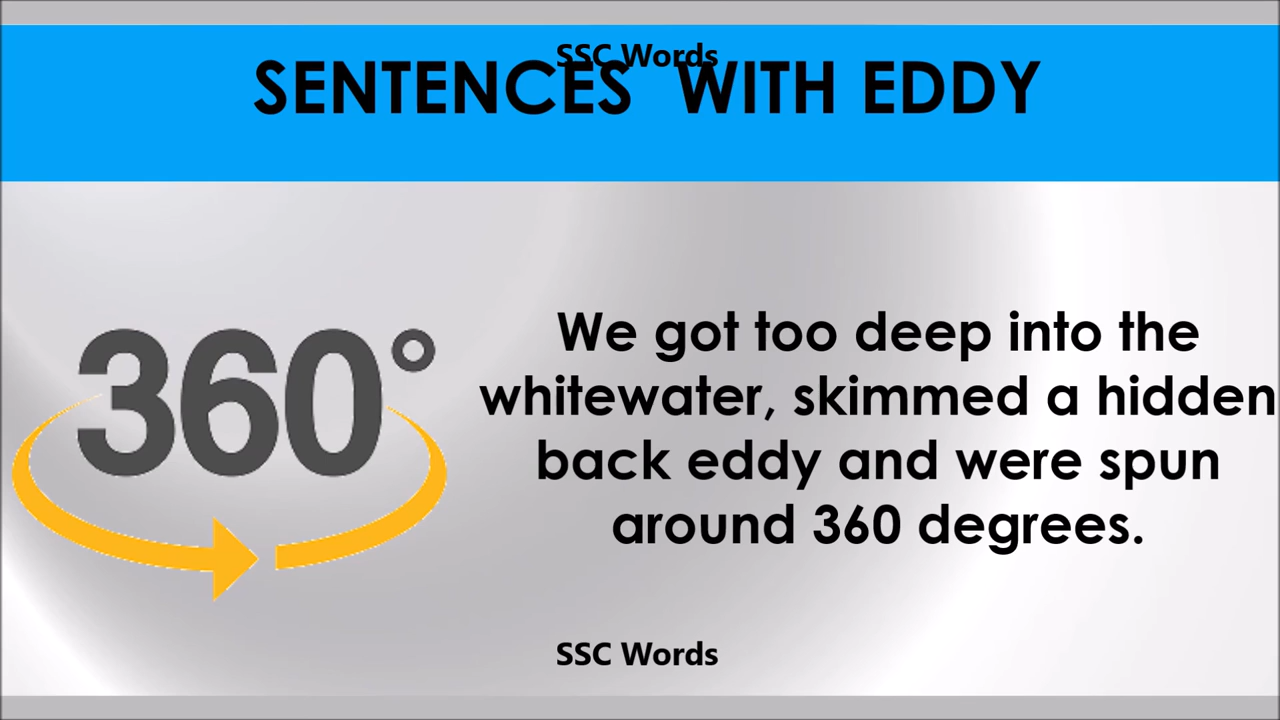 SSC Words
SENTENCES WITH EDDY
360°
We got too deep into the
whitewater, skimmed a hidden
back eddy and were spun
around 360 degrees.
SSC Words